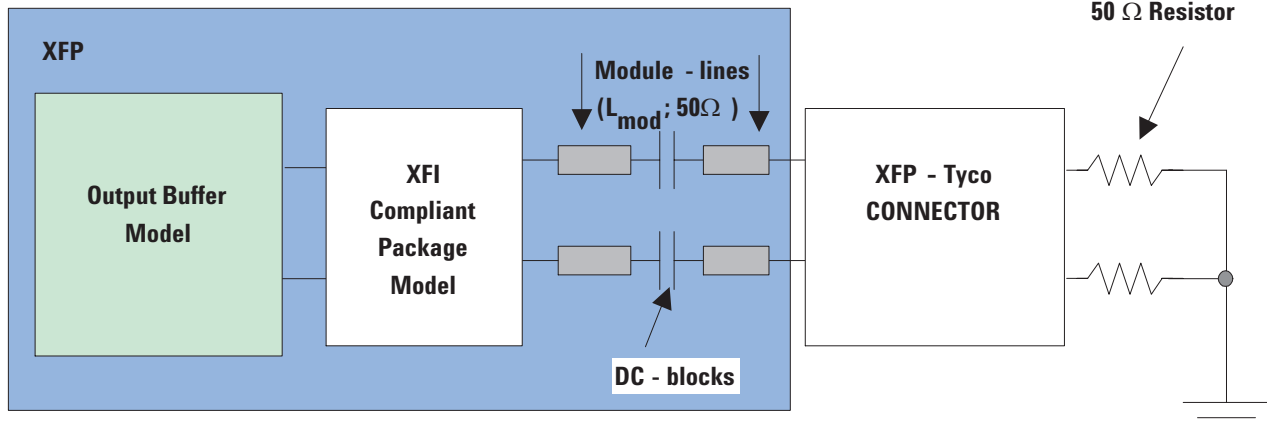 50 Ω Resistor
XFP
Module - lines
(Lmod; 50Ω )
Output Buffer
Model
XFI
Compliant
Package
Model
XFP - Tyco
CONNECTOR
DC - blocks